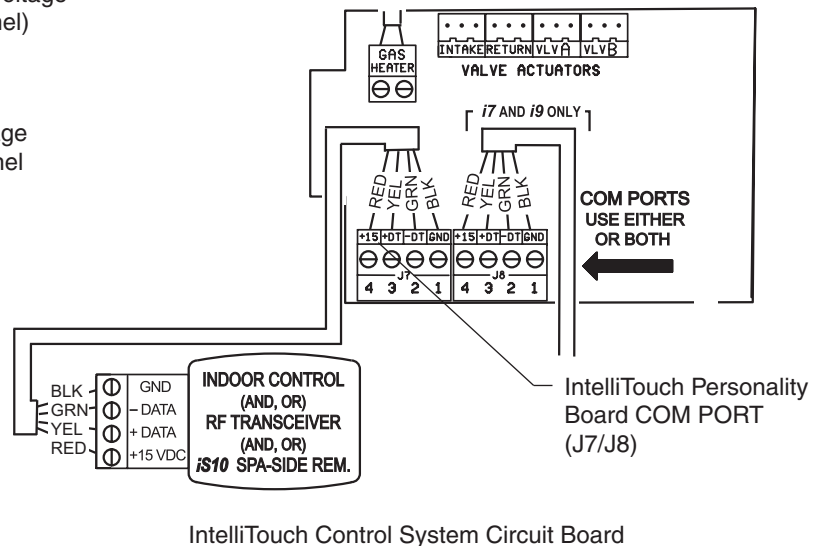 oltage
nel)
age
nel
GAS
HEATER
INTAKE RETURN VLVA VLVB
VALVE ACTUATORS
i7 AND i9 ONLY
RED YEL GRN BLK
RED YEL GRN BLK
COM PORTS
USE EITHER
OR BOTH
+15 +DT -DT GND
+15 +DT -DT GND
J7
J8
4 3 2 1
4 3 2 1
BLK
GRN
YEL
RED
GND
– DATA
+ DATA
+15 VDC
INDOOR CONTROL
(AND, OR)
RF TRANSCEIVER
(AND, OR)
iS10 SPA-SIDE REM.
IntelliTouch Personality
Board COM PORT
(J7/J8)
IntelliTouch Control System Circuit Board